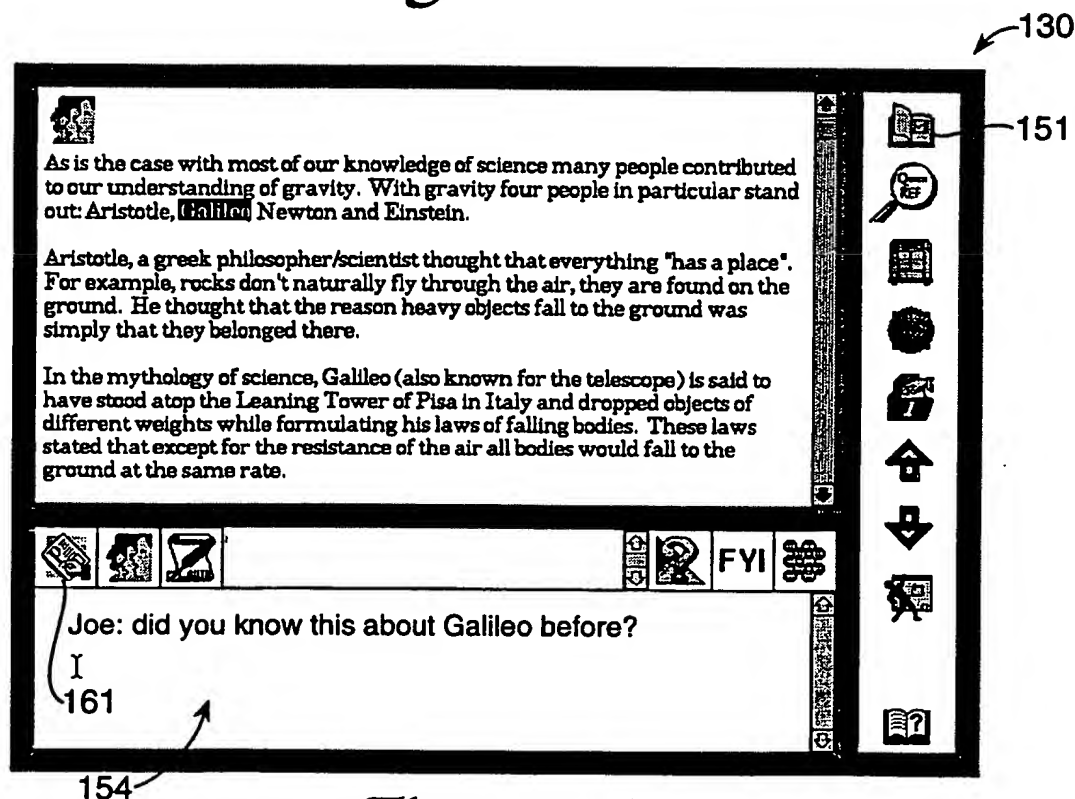 130
151
REF
As is the case with most of our knowledge of science many people contributed
to our understanding of gravity. With gravity four people in particular stand
out: Aristotle, Galileo Newton and Einstein.
Aristotle, a greek philosopher/scientist thought that everything "has a place".
For example, rocks don't naturally fly through the air, they are found on the
ground. He thought that the reason heavy objects fall to the ground was
simply that they belonged there.
In the mythology of science, Galileo (also known for the telescope) is said to
have stood atop the Leaning Tower of Pisa in Italy and dropped objects of
different weights while formulating his laws of falling bodies. These laws
stated that except for the resistance of the air all bodies would fall to the
ground at the same rate.
FYI
Joe: did you know this about Galileo before?
161
?
154